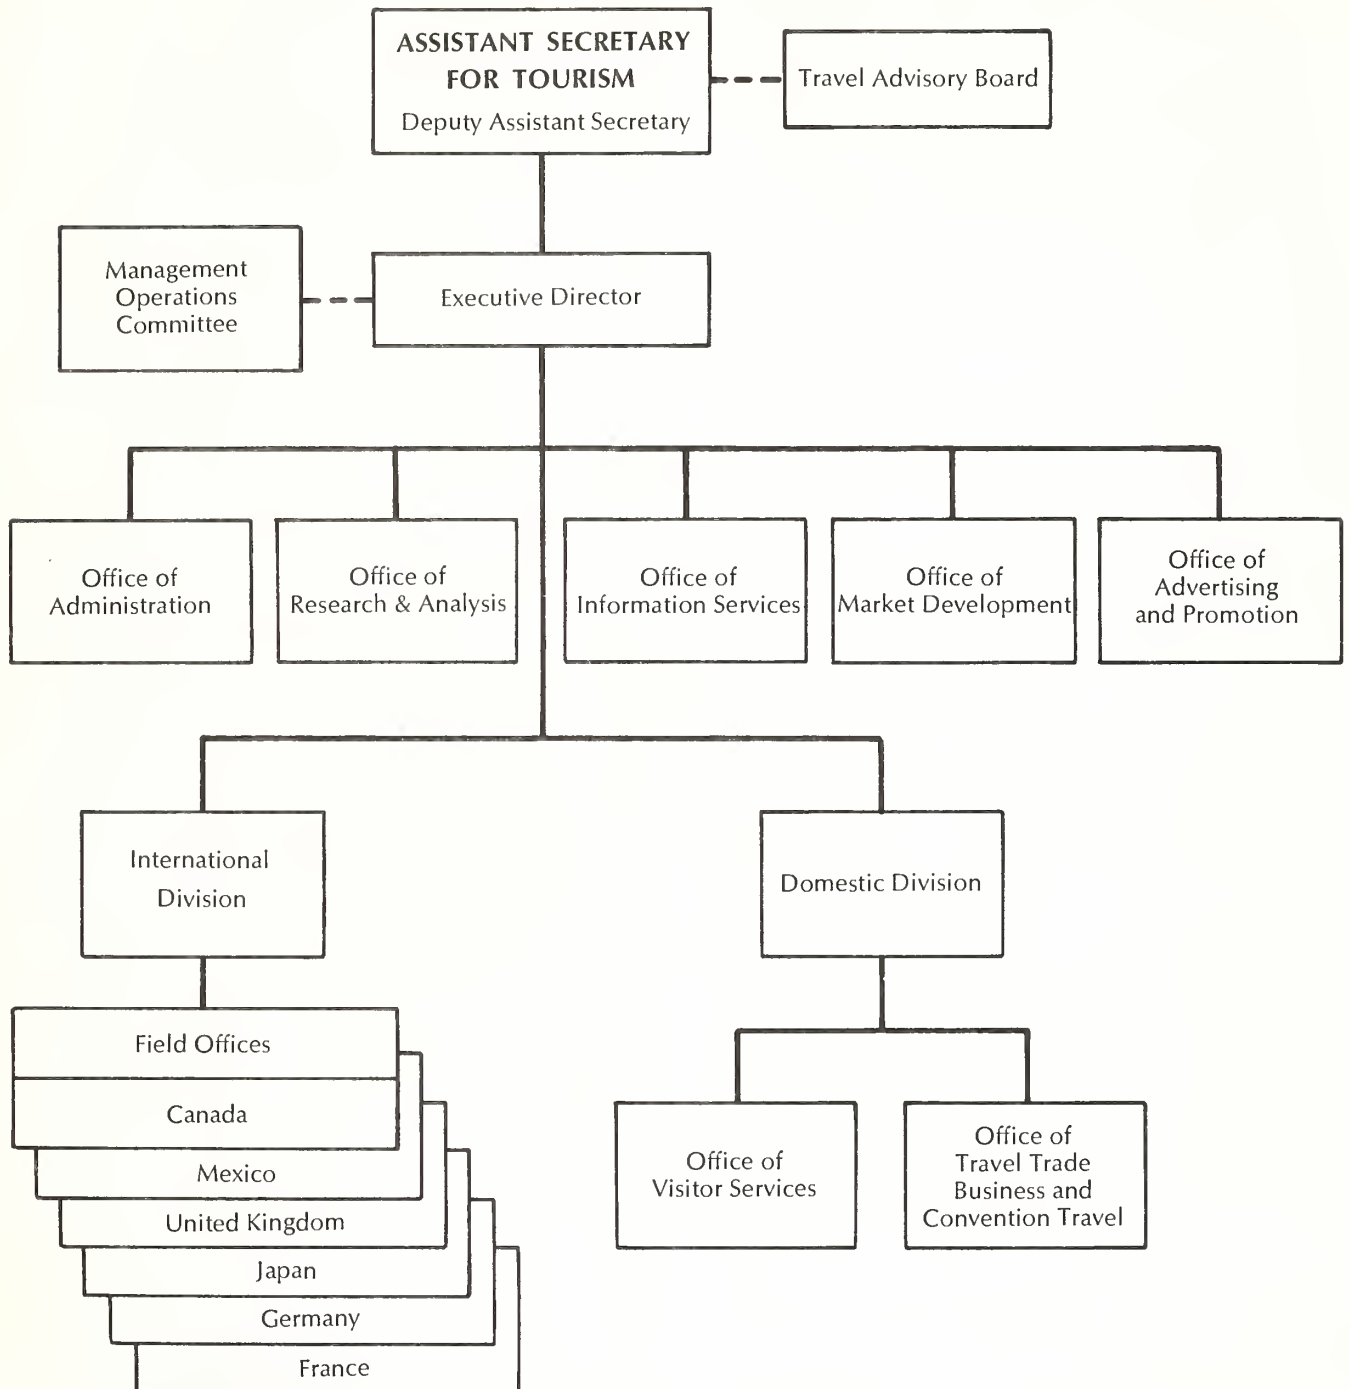 ASSISTANT SECRETARY
FOR TOURISM
Deputy Assistant Secretary
Travel Advisory Board
Management
Operations
Committee
Executive Director
Office of
Administration
Office of
Research & Analysis
Office of
Information Services
Office of
Market Development
Office of
Advertising
and Promotion
International
Division
Domestic Division
Field Offices
Canada
Mexico
United Kingdom
Japan
Germany
France
Office of
Visitor Services
Office of
Travel Trade
Business and
Convention Travel